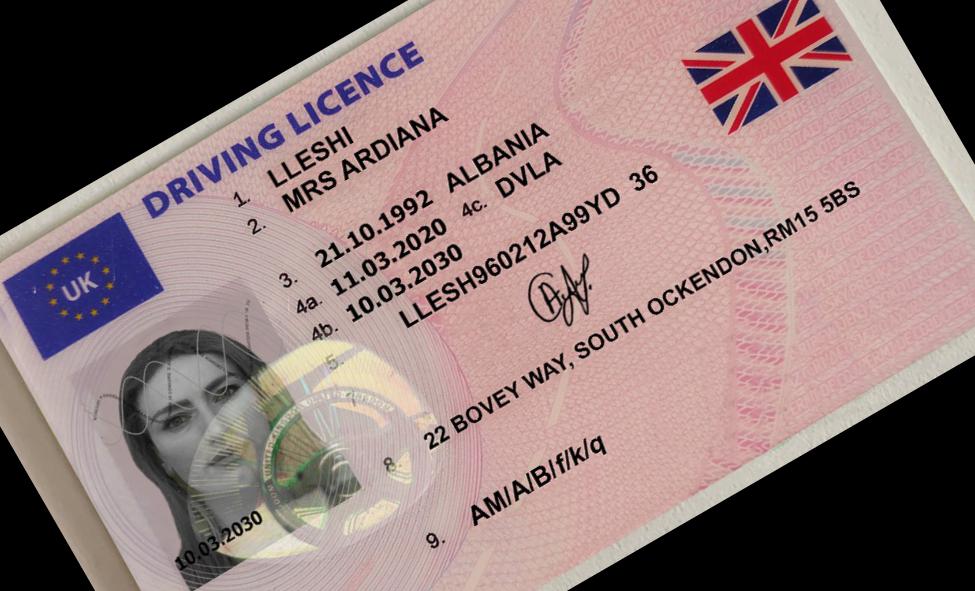 DRIVING LICENCE
UK
1. LLESHI
2. MRS ARDIANA
3. 21.10.1992 ALBANIA
4a. 11.03.2020 4c. DVLA
4b. 10.03.2030
5. LLESH960212A99YD 36
7.
8. 22 BOVEY WAY, SOUTH OCKENDON,RM15 5BS
9. AM/A/B/f/k/q
10.03.2030